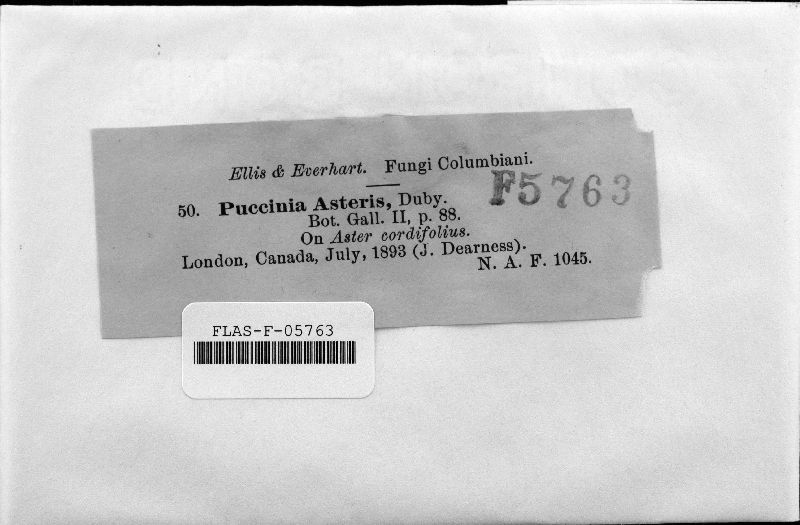 Ellis & Everhart. Fungi Columbiani.
F5763
50. Puccinia Asteris, Duby.
Bot. Gall. II, p. 88.
On Aster cordifolius.
London, Canada, July, 1893 (J. Dearness).
N. A. F. 1045.
FLAS-F-05763